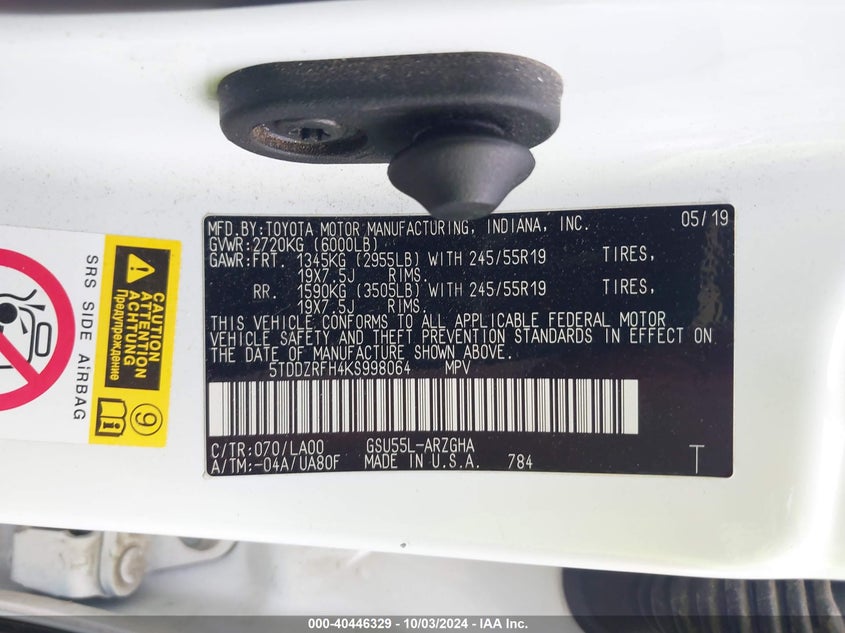 MFD.BY:TOYOTA MOTOR MANUFACTURING, INDIANA, INC. 05/19
GVWR:2720KG (6000LB)
GAWR:FRT. 1345KG (2955LB) WITH 245/55R19 TIRES,
19X7.5J RIMS.
RR. 1590KG (3505LB) WITH 245/55R19 TIRES,
19X7.5J RIMS.
THIS VEHICLE CONFORMS TO ALL APPLICABLE FEDERAL MOTOR
VEHICLE SAFETY AND THEFT PREVENTION STANDARDS IN EFFECT ON
THE DATE OF MANUFACTURE SHOWN ABOVE.
5TDDZRFH4KS998064 MPV
C/TR:070/LA00 GSU55L-ARZGHA
A/TM:-04A/UA80F MADE IN U.S.A. 784 T
CAUTION
ATTENTION
ACHTUNG
Предупреждение
SRS SIDE AIRBAG
9
i
000-40446329 - 10/03/2024 - IAA Inc.